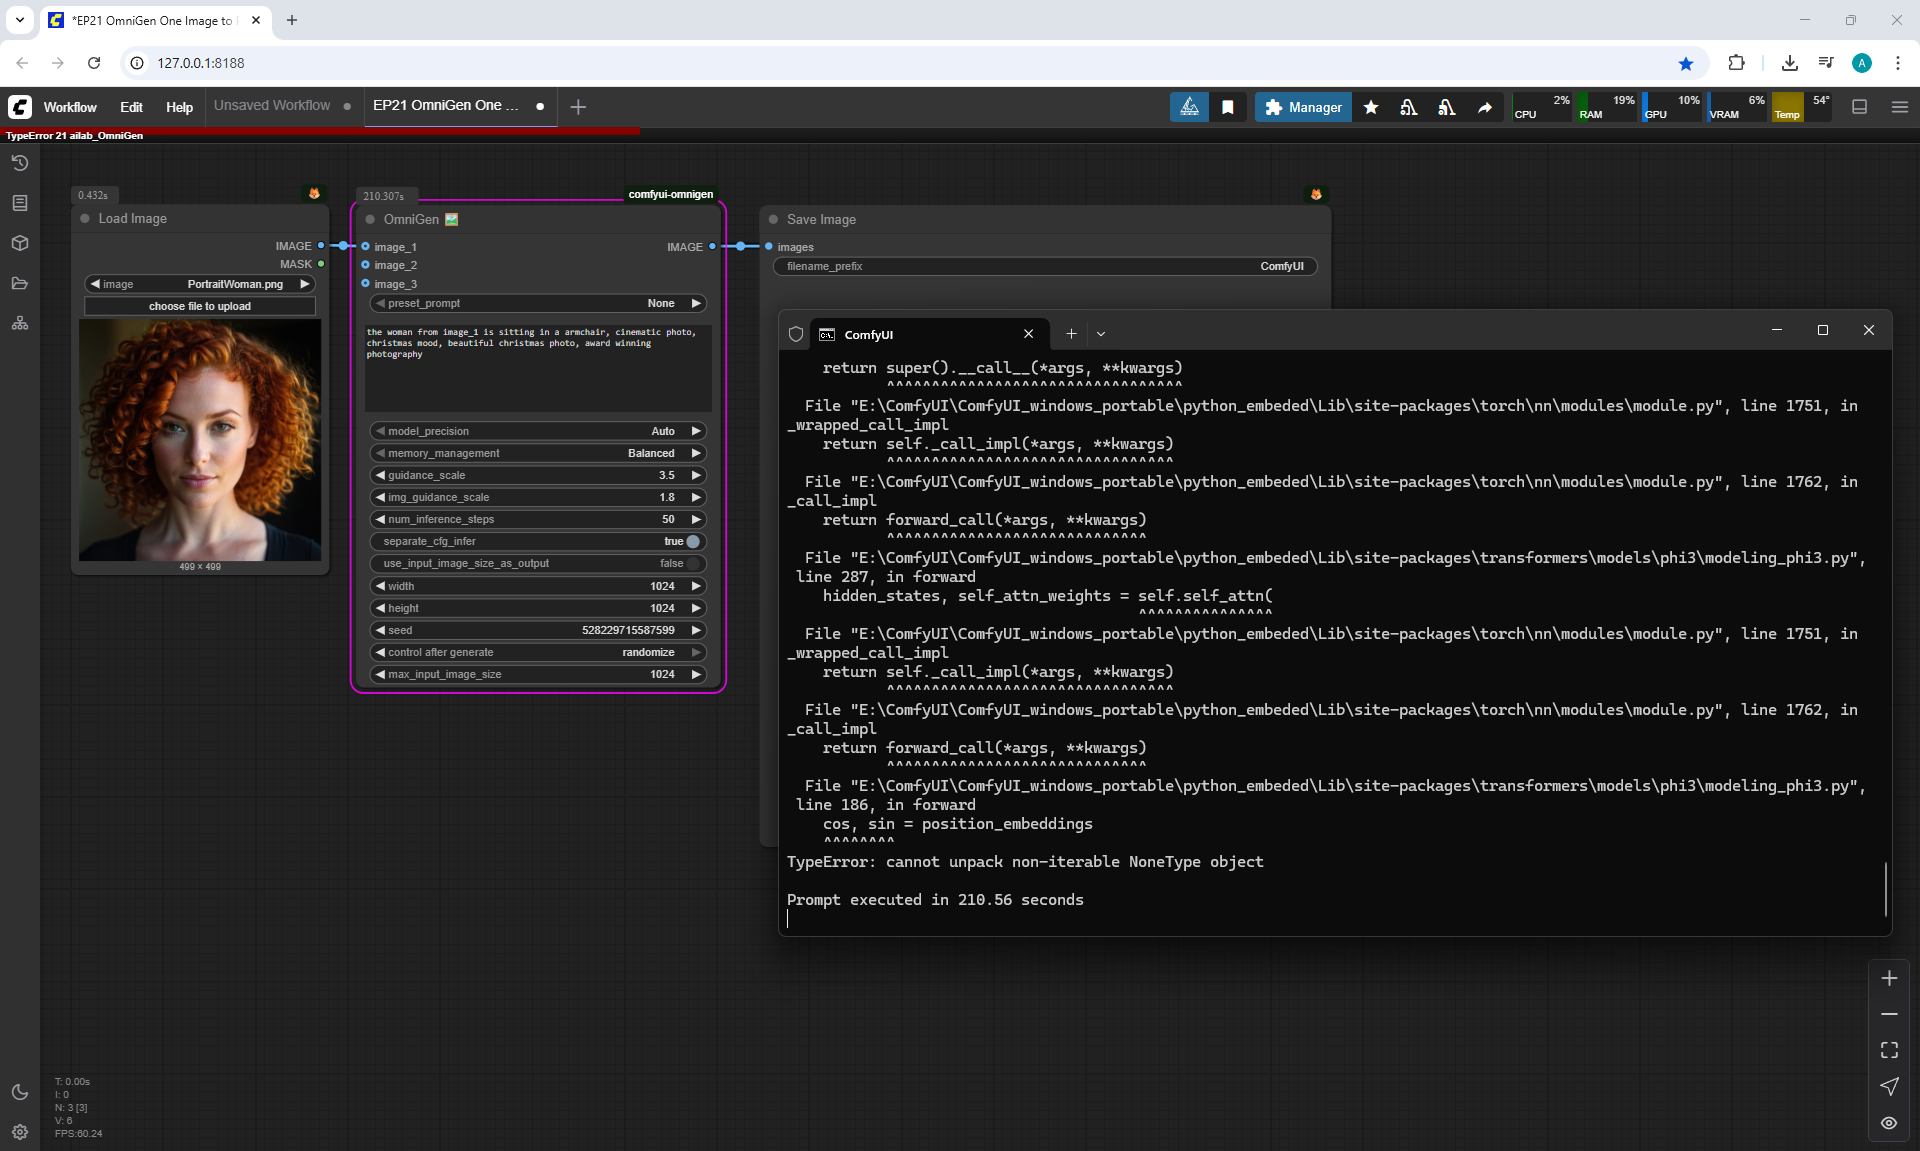 *EP21 OmniGen One Image to
127.0.0.1:8188
Workflow
Edit
Help
Unsaved Workflow
EP21 OmniGen One ...
Manager
2%
CPU
19%
RAM
10%
GPU
6%
VRAM
54°
Temp
A
TypeError 21 ailab_OmniGen
0.432s
Load Image
IMAGE
MASK
image
PortraitWoman.png
choose file to upload
499 × 499
210.307s
comfyui-omnigen
OmniGen
image_1
IMAGE
image_2
image_3
preset_prompt
None
the woman from image_1 is sitting in a armchair, cinematic photo,
christmas mood, beautiful christmas photo, award winning
photography
model_precision
Auto
memory_management
Balanced
guidance_scale
3.5
img_guidance_scale
1.8
num_inference_steps
50
separate_cfg_infer
true
use_input_image_size_as_output
false
width
1024
height
1024
seed
528229715587599
control after generate
randomize
max_input_image_size
1024
Save Image
images
filename_prefix
ComfyUI
ComfyUI
return super().__call__(*args, **kwargs)
^^^^^^^^^^^^^^^^^^^^^^^^^^^^^^^^^
File "E:\ComfyUI\ComfyUI_windows_portable\python_embeded\Lib\site-packages\torch\nn\modules\module.py", line 1751, in
_wrapped_call_impl
return self._call_impl(*args, **kwargs)
^^^^^^^^^^^^^^^^^^^^^^^^^^^^^^^^
File "E:\ComfyUI\ComfyUI_windows_portable\python_embeded\Lib\site-packages\torch\nn\modules\module.py", line 1762, in
_call_impl
return forward_call(*args, **kwargs)
^^^^^^^^^^^^^^^^^^^^^^^^^^^^^
File "E:\ComfyUI\ComfyUI_windows_portable\python_embeded\Lib\site-packages\transformers\models\phi3\modeling_phi3.py",
line 287, in forward
hidden_states, self_attn_weights = self.self_attn(
^^^^^^^^^^^^^^^
File "E:\ComfyUI\ComfyUI_windows_portable\python_embeded\Lib\site-packages\torch\nn\modules\module.py", line 1751, in
_wrapped_call_impl
return self._call_impl(*args, **kwargs)
^^^^^^^^^^^^^^^^^^^^^^^^^^^^^^^^
File "E:\ComfyUI\ComfyUI_windows_portable\python_embeded\Lib\site-packages\torch\nn\modules\module.py", line 1762, in
_call_impl
return forward_call(*args, **kwargs)
^^^^^^^^^^^^^^^^^^^^^^^^^^^^^
File "E:\ComfyUI\ComfyUI_windows_portable\python_embeded\Lib\site-packages\transformers\models\phi3\modeling_phi3.py",
line 186, in forward
cos, sin = position_embeddings
^^^^^^^^
TypeError: cannot unpack non-iterable NoneType object
Prompt executed in 210.56 seconds
T: 0.00s
I: 0
N: 3 [3]
V: 6
FPS:60.24